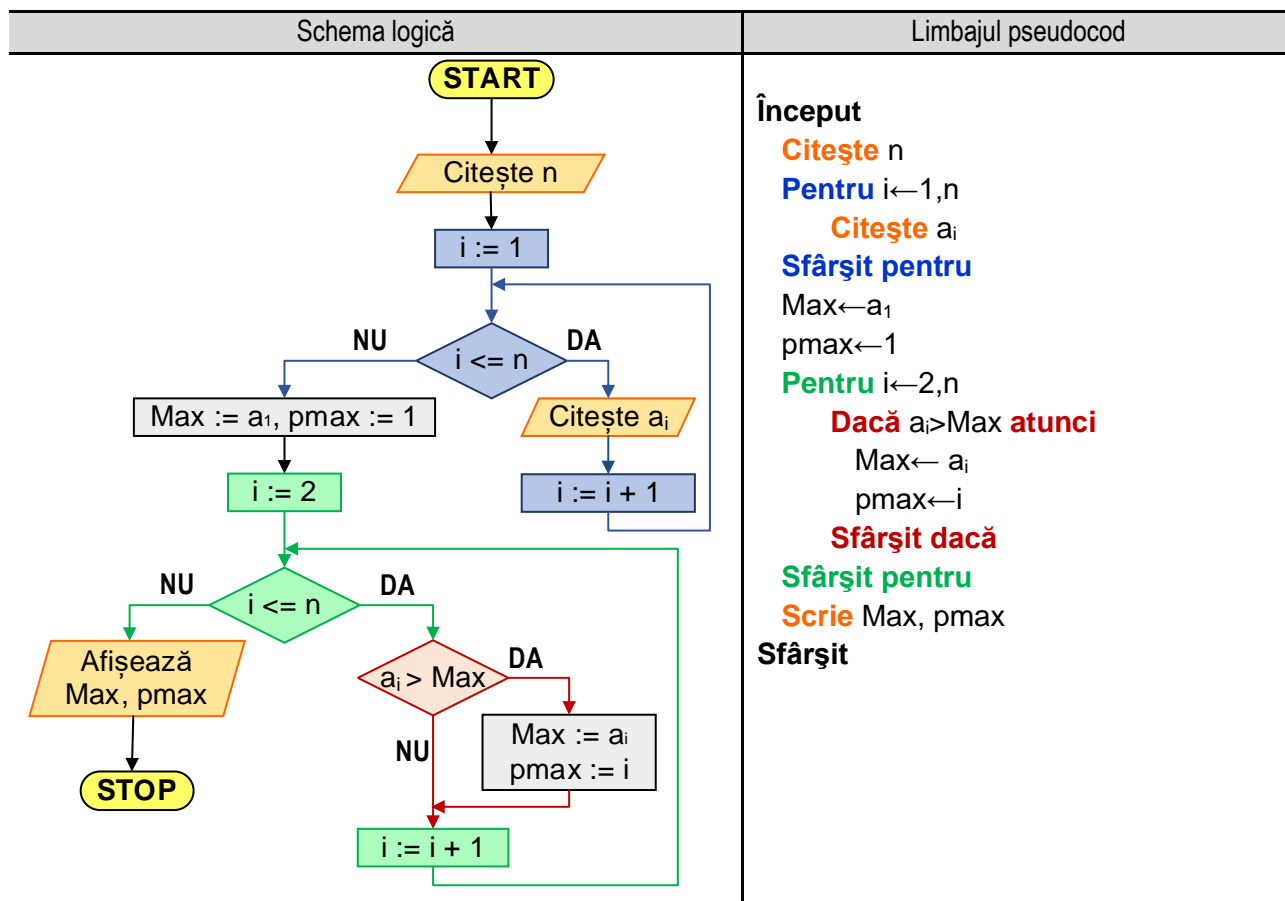 Schema logică
Limbajul pseudocod
START
Citește n
i := 1
NU
DA
i <= n
Max := a₁, pmax := 1
Citește aᵢ
i := 2
i := i + 1
NU
DA
i <= n
Afișează
Max, pmax
aᵢ > Max
DA
NU
Max := aᵢ
pmax := i
STOP
i := i + 1
Început
Citeşte n
Pentru i←1,n
Citeşte aᵢ
Sfârşit pentru
Max←a₁
pmax←1
Pentru i←2,n
Dacă aᵢ>Max atunci
Max← aᵢ
pmax←i
Sfârşit dacă
Sfârşit pentru
Scrie Max, pmax
Sfârşit